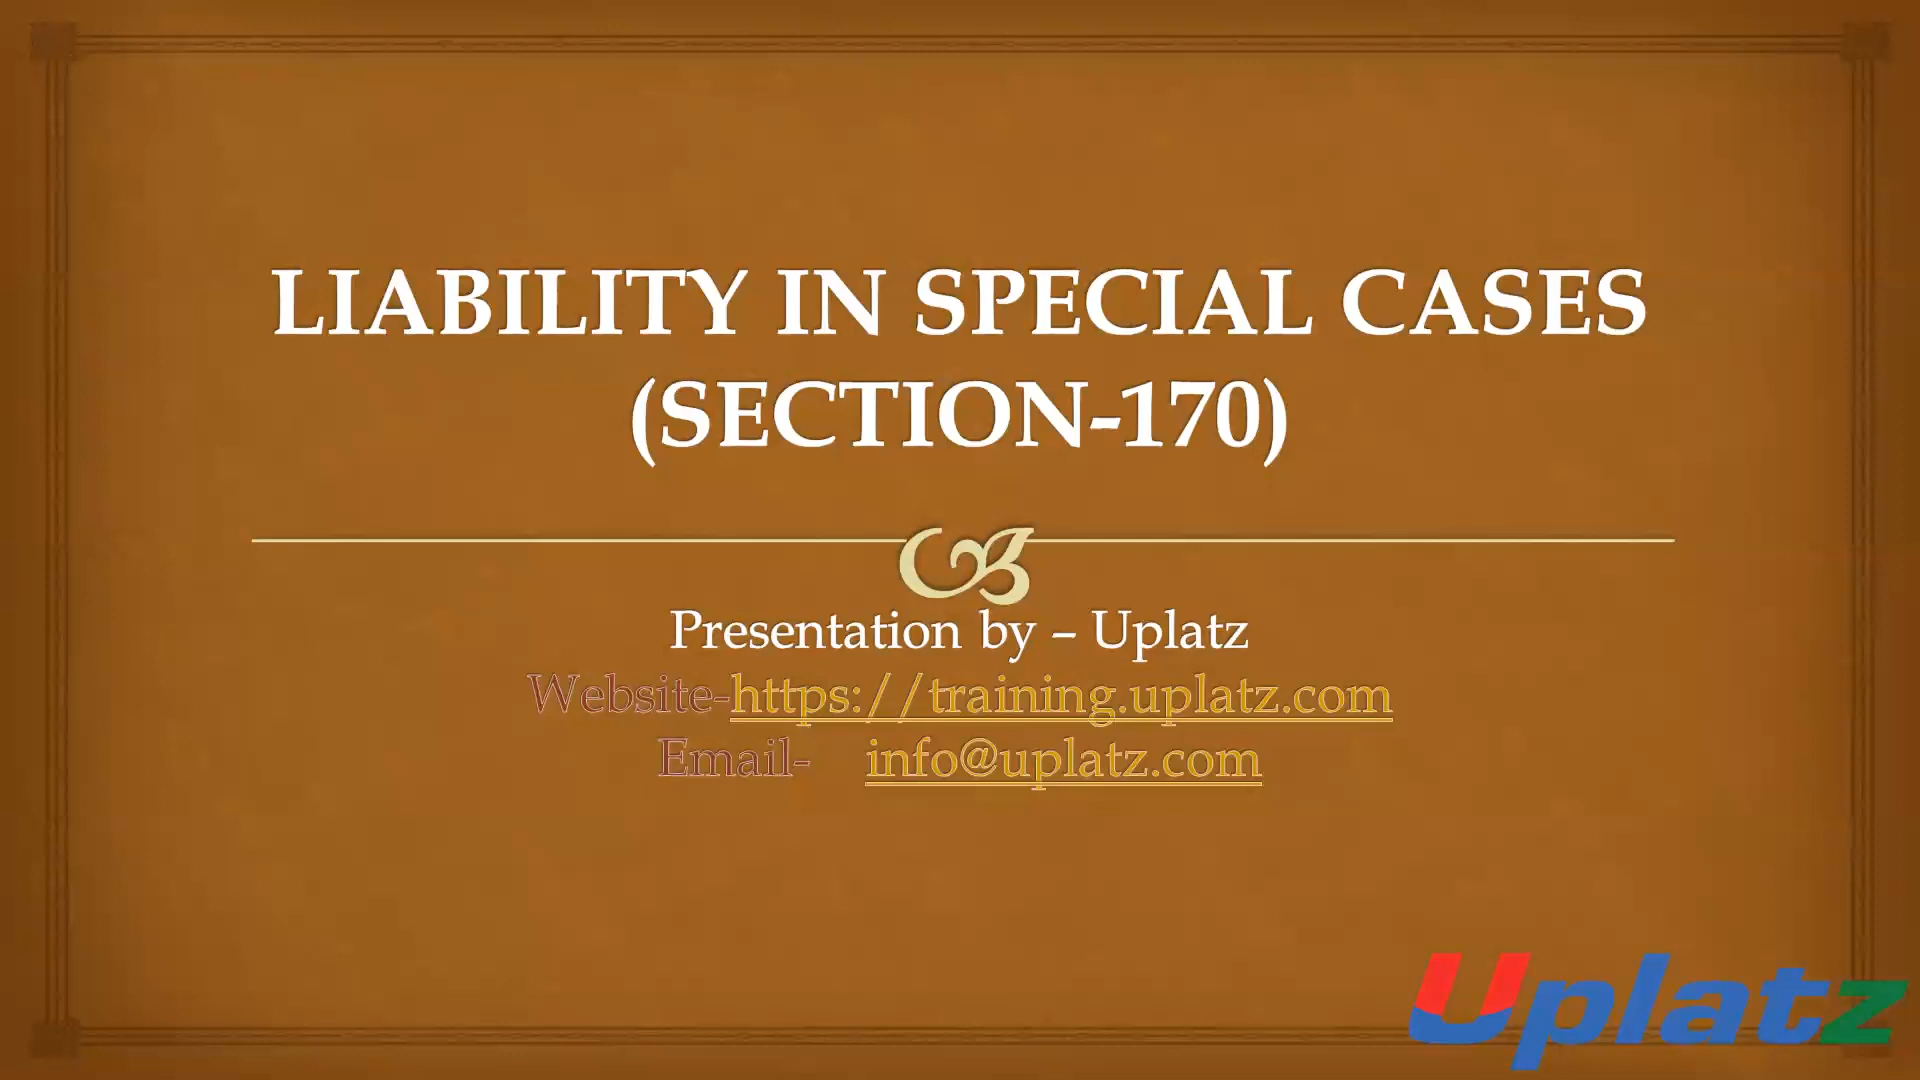 LIABILITY IN SPECIAL CASES
(SECTION-170)
Presentation by – Uplatz
Website-https://training.uplatz.com
Email- info@uplatz.com
Uplatz